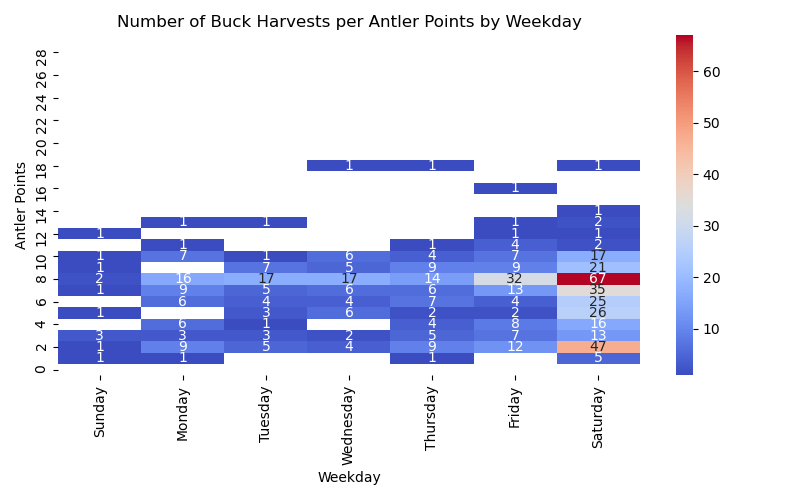 Number of Buck Harvests per Antler Points by Weekday
Antler Points
28
26
24
22
20
18 1 1 1
16 1
14 1
1 1 1 2
12 1 1 1
1 1 4 2
10 1 7 1 6 4 7 17
1 7 5 9 9 21
8 2 16 17 17 14 32 67
1 9 5 6 6 13 35
6 6 4 4 7 4 25
1 3 6 2 2 26
4 6 1 4 8 16
3 3 3 2 5 7 13
2 1 9 5 4 9 12 47
1 1 1 5
0
Sunday
Monday
Tuesday
Wednesday
Thursday
Friday
Saturday
Weekday
60
50
40
30
20
10